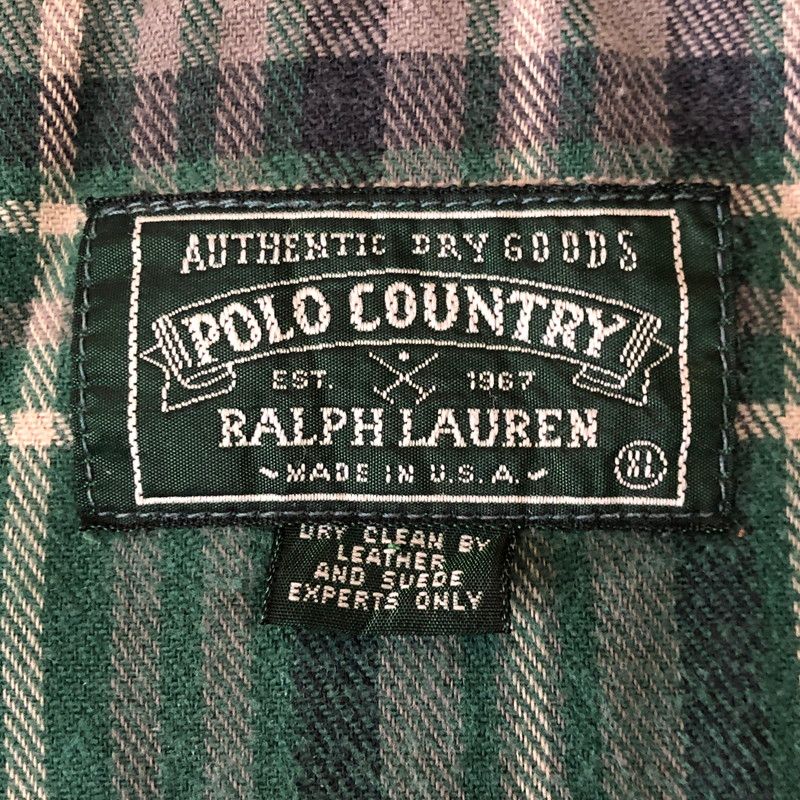 AUTHENTIC DRY GOODS
POLO COUNTRY
EST. 1967
RALPH LAUREN
MADE IN U.S.A.
XL
DRY CLEAN BY
LEATHER
AND SUEDE
EXPERTS ONLY